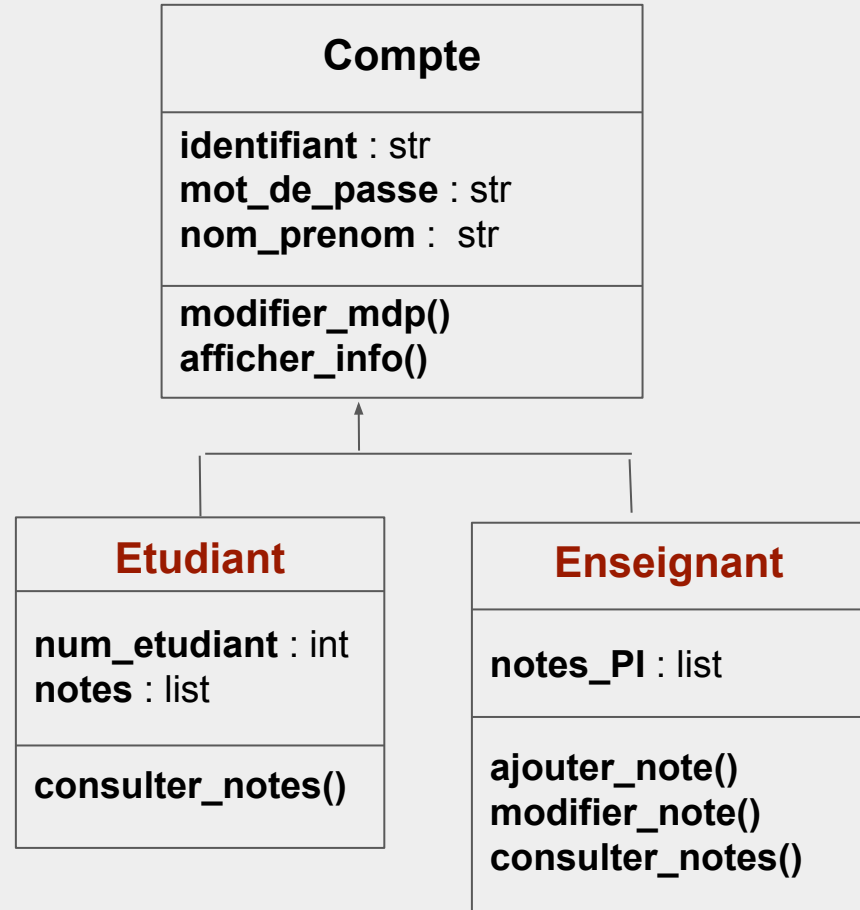 Compte
identifiant : str
mot_de_passe : str
nom_prenom : str
modifier_mdp()
afficher_info()
Etudiant
num_etudiant : int
notes : list
consulter_notes()
Enseignant
notes_PI : list
ajouter_note()
modifier_note()
consulter_notes()